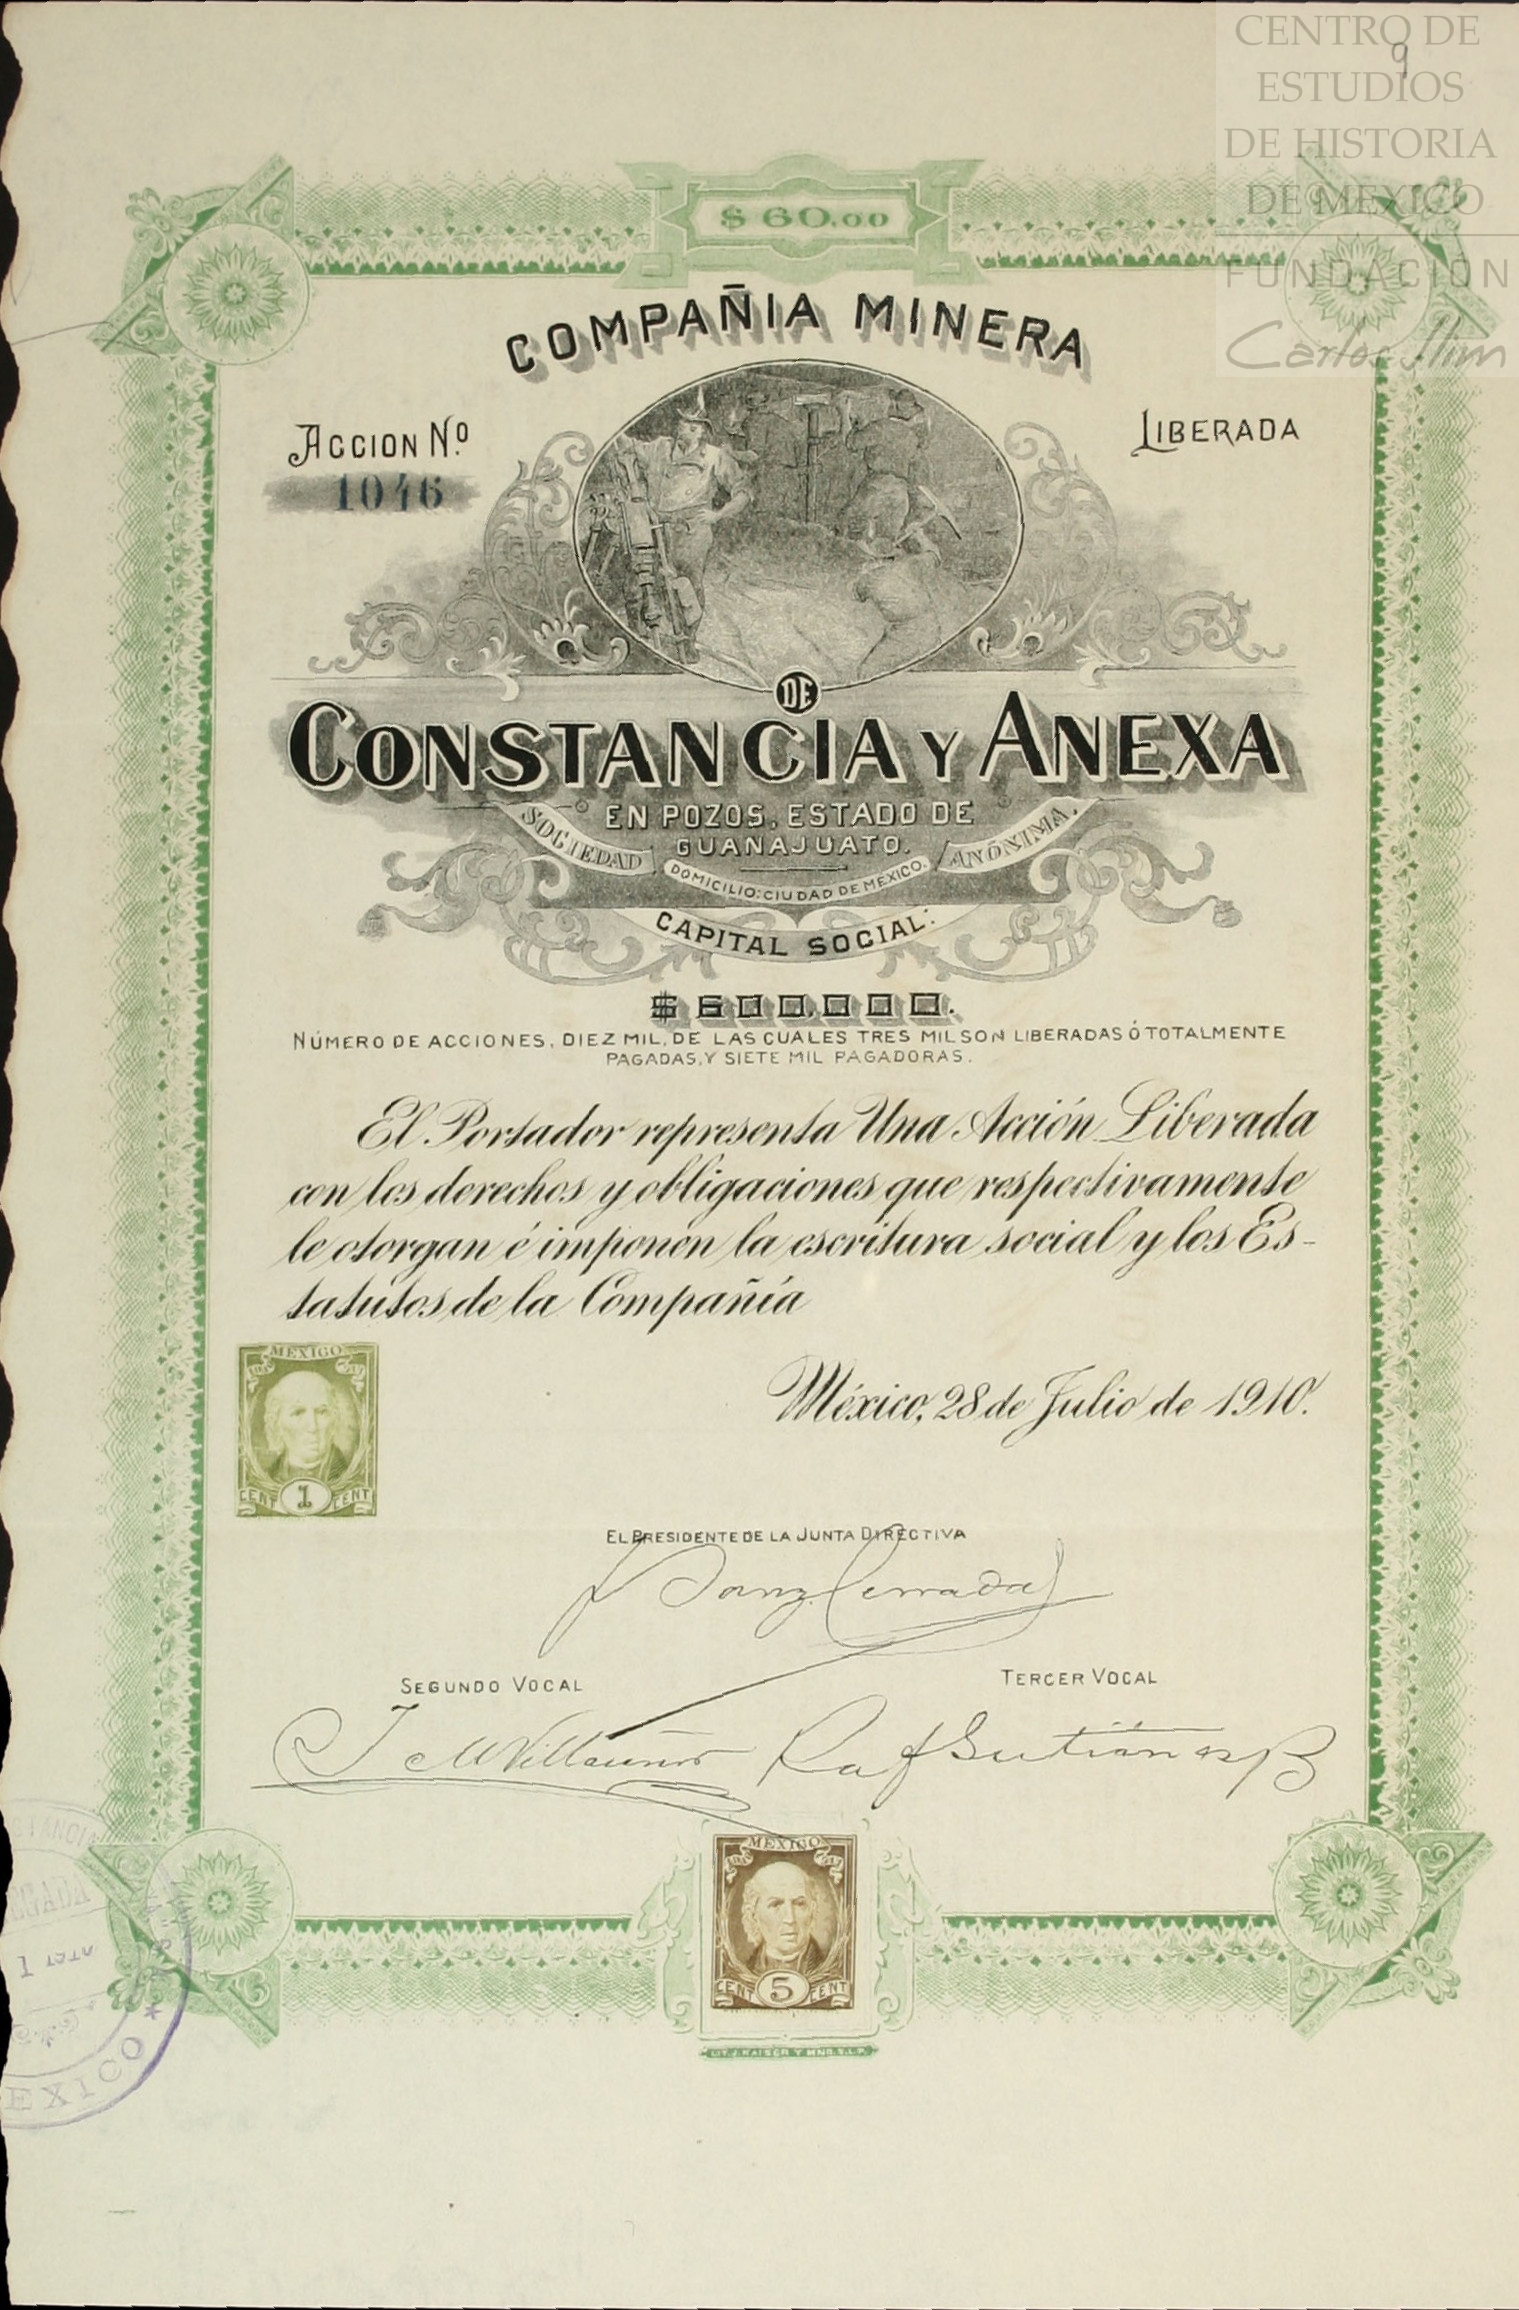 CENTRO DE
ESTUDIOS
DE HISTORIA
DE MEXICO
FUNDACIÓN
Carlos Slim
9
$ 60.00
COMPAÑIA MINERA
ACCION Nº
1046
LIBERADA
DE
CONSTANCIA Y ANEXA
EN POZOS, ESTADO DE
GUANAJUATO.
SOCIEDAD ANÓNIMA.
DOMICILIO: CIUDAD DE MEXICO.
CAPITAL SOCIAL:
$ 600,000.
NÚMERO DE ACCIONES, DIEZ MIL, DE LAS CUALES TRES MIL SON LIBERADAS Ó TOTALMENTE
PAGADAS, Y SIETE MIL PAGADORAS.
El Portador representa Una Acción Liberada
con los derechos y obligaciones que respectivamente
le otorgan é imponen la escritura social y los Es-
tatutos de la Compañía
México, 28 de Julio de 1910.
MEXICO
CENT 1 CENT
EL PRESIDENTE DE LA JUNTA DIRECTIVA
SEGUNDO VOCAL
TERCER VOCAL
MEXICO
CENT 5 CENT
LIT. J. KAISER Y HNO. S.L.P.
MEXICO